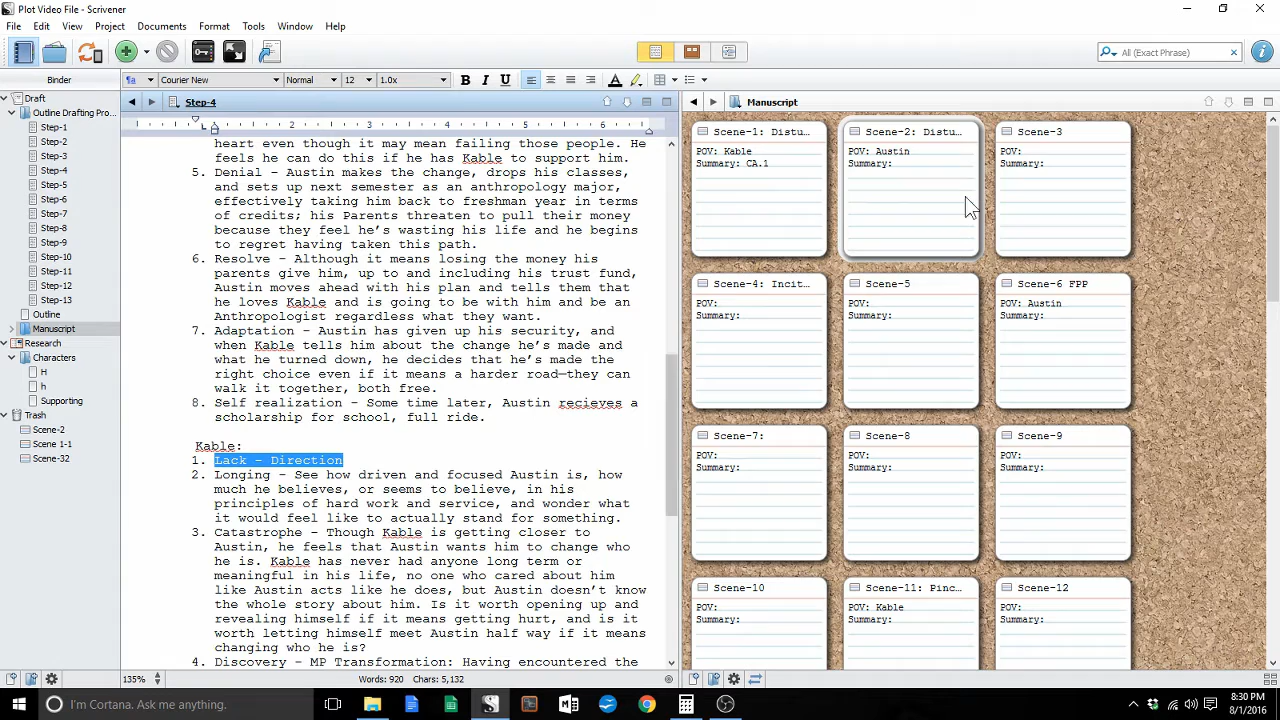 Plot Video File - Scrivener
File Edit View Project Documents Format Tools Window Help
All (Exact Phrase)
Binder
Courier New Normal 12 1.0x B I U A
Draft
Outline Drafting Pro...
Step-1
Step-2
Step-3
Step-4
Step-5
Step-6
Step-7
Step-8
Step-9
Step-10
Step-11
Step-12
Step-13
Outline
Manuscript
Research
Characters
H
h
Supporting
Trash
Scene-2
Scene 1-1
Scene-32
Step-4
2 3 4 5 6
heart even though it may mean failing those people. He
feels he can do this if he has Kable to support him.
5. Denial - Austin makes the change, drops his classes,
and sets up next semester as an anthropology major,
effectively taking him back to freshman year in terms
of credits; his Parents threaten to pull their money
because they feel he's wasting his life and he begins
to regret having taken this path.
6. Resolve - Although it means losing the money his
parents give him, up to and including his trust fund,
Austin moves ahead with his plan and tells them that
he loves Kable and is going to be with him and be an
Anthropologist regardless what they want.
7. Adaptation - Austin has given up his security, and
when Kable tells him about the change he's made and
what he turned down, he decides that he's made the
right choice even if it means a harder road—they can
walk it together, both free.
8. Self realization - Some time later, Austin recieves a
scholarship for school, full ride.
Kable:
1. Lack - Direction
2. Longing - See how driven and focused Austin is, how
much he believes, or seems to believe, in his
principles of hard work and service, and wonder what
it would feel like to actually stand for something.
3. Catastrophe - Though Kable is getting closer to
Austin, he feels that Austin wants him to change who
he is. Kable has never had anyone long term or
meaningful in his life, no one who cared about him
like Austin acts like he does, but Austin doesn't know
the whole story about him. Is it worth opening up and
revealing himself if it means getting hurt, and is it
worth letting himself meet Austin half way if it means
changing who he is?
4. Discovery - MP Transformation: Having encountered the
135% Words: 920 Chars: 5,132
Manuscript
Scene-1: Distu...
POV: Kable
Summary: CA.1
Scene-2: Distu...
POV: Austin
Summary:
Scene-3
POV:
Summary:
Scene-4: Incit...
POV:
Summary:
Scene-5
POV:
Summary:
Scene-6 FPP
POV: Austin
Summary:
Scene-7:
POV:
Summary:
Scene-8
POV:
Summary:
Scene-9
POV:
Summary:
Scene-10
POV:
Summary:
Scene-11: Pinc...
POV: Kable
Summary:
Scene-12
POV:
Summary:
I'm Cortana. Ask me anything.
8:30 PM
8/1/2016